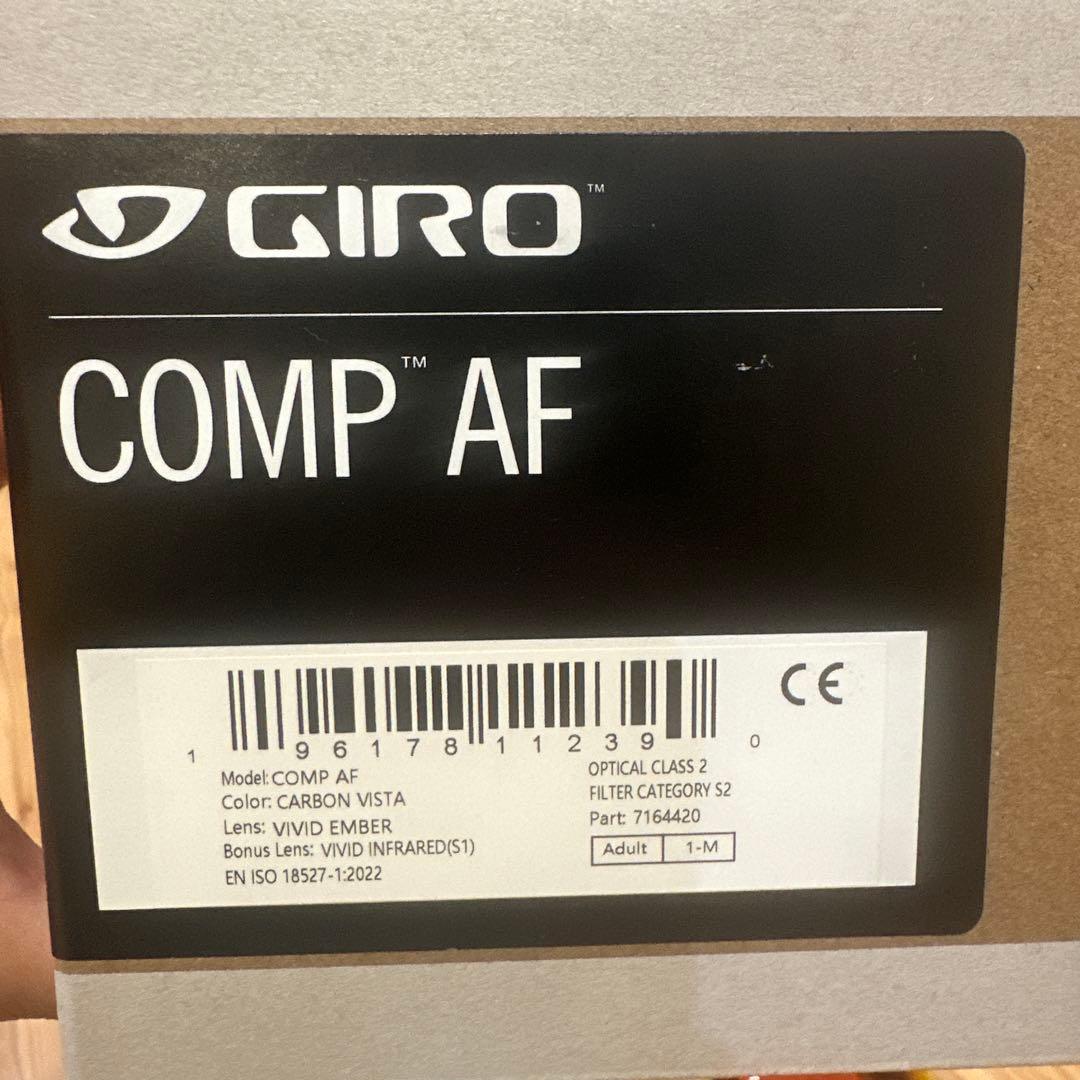 GIRO™
COMP™ AF
CE
1 96178 11239 0
Model: COMP AF
Color: CARBON VISTA
Lens: VIVID EMBER
Bonus Lens: VIVID INFRARED(S1)
EN ISO 18527-1:2022
OPTICAL CLASS 2
FILTER CATEGORY S2
Part: 7164420
Adult 1-M